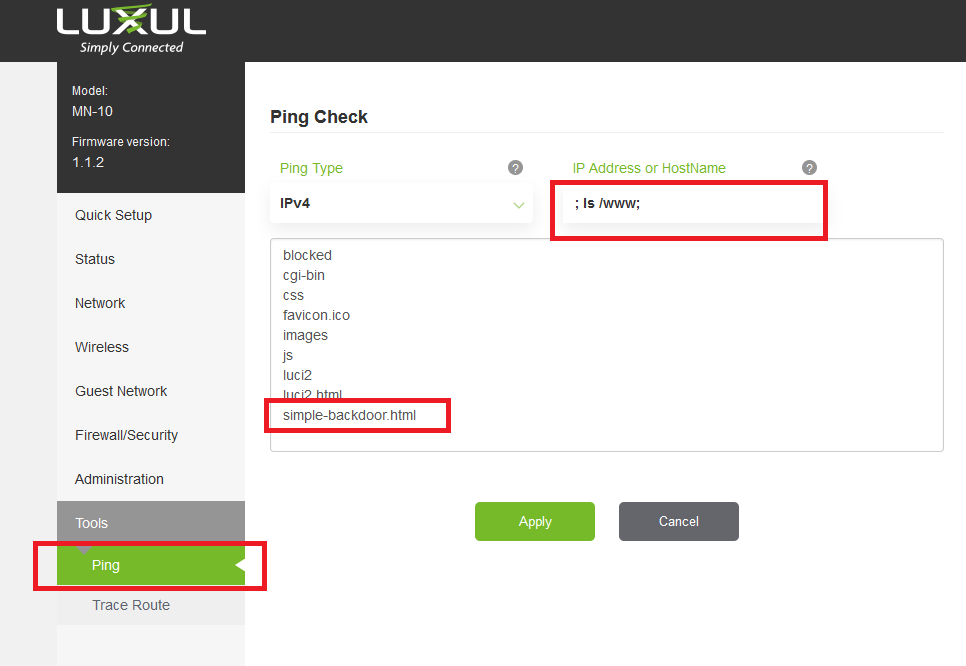 LUXUL
Simply Connected
Model:
MN-10
Firmware version:
1.1.2
Quick Setup
Status
Network
Wireless
Guest Network
Firewall/Security
Administration
Tools
Ping
Trace Route
Ping Check
Ping Type ?
IP Address or HostName ?
IPv4
; ls /www;
blocked
cgi-bin
css
favicon.ico
images
js
luci2
luci2.html
simple-backdoor.html
Apply
Cancel